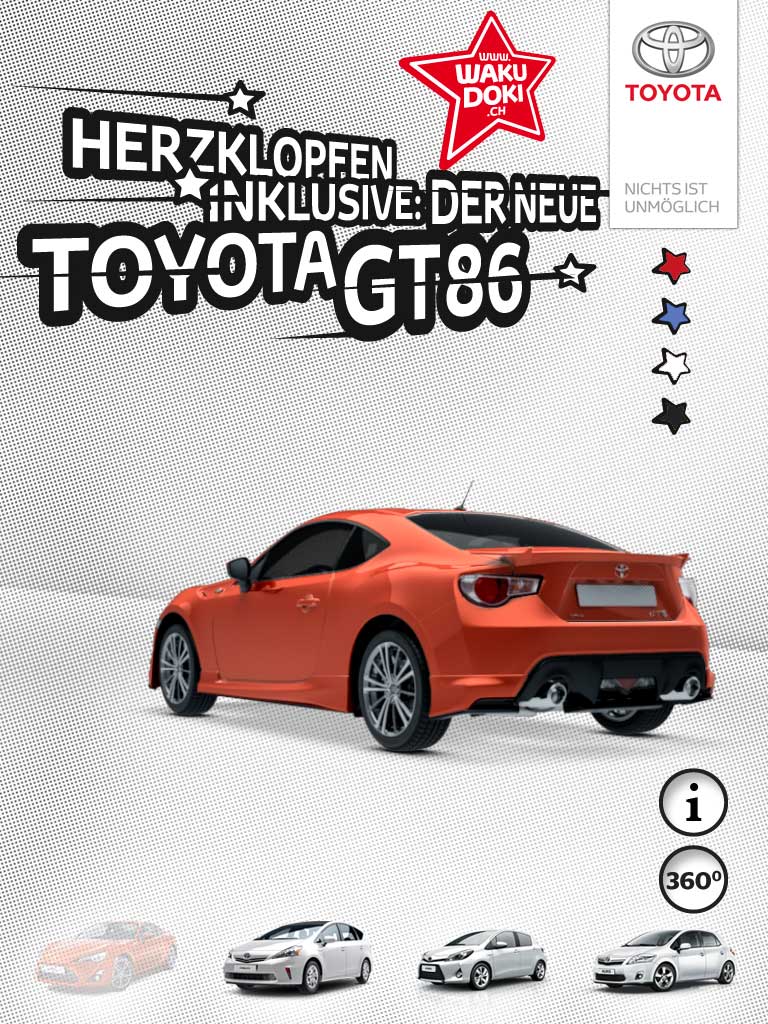 WWW.
WAKU
DOKI
.CH
TOYOTA
NICHTS IST
UNMÖGLICH
HERZKLOPFEN
INKLUSIVE: DER NEUE
TOYOTA GT86
i
360°